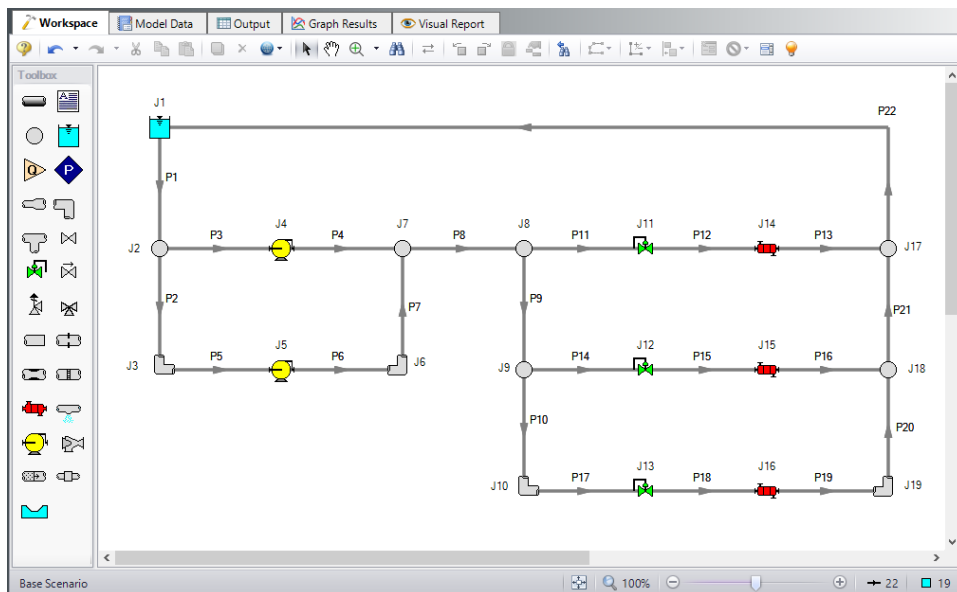 Workspace Model Data Output Graph Results Visual Report
Toolbox
J1
P22
P1
J4 J7 J8 J11 J14
P3 P4 P8 P11 P12 P13
J2 J17
P2 P7 P9 P21
J5 J12 J15
P5 P6 P14 P15 P16
J3 J6 J9 J18
P10 P20
J13 J16
P17 P18 P19
J10 J19
Base Scenario 100% 22 19